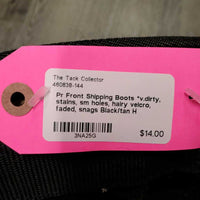 The Tack Collector
460838-144
Pr Front Shipping Boots *v.dirty,
stains, sm holes, hairy velcro,
faded, snags Black/tan H
$14.00
3NA25G